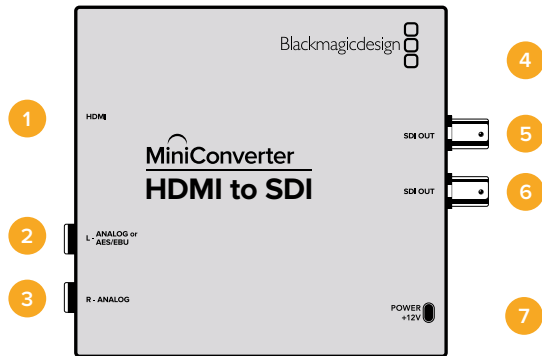 Blackmagicdesign
4
1
HDMI
5
SDI OUT
MiniConverter
HDMI to SDI
6
SDI OUT
2
L - ANALOG or
AES/EBU
3
R - ANALOG
POWER
+12V
7